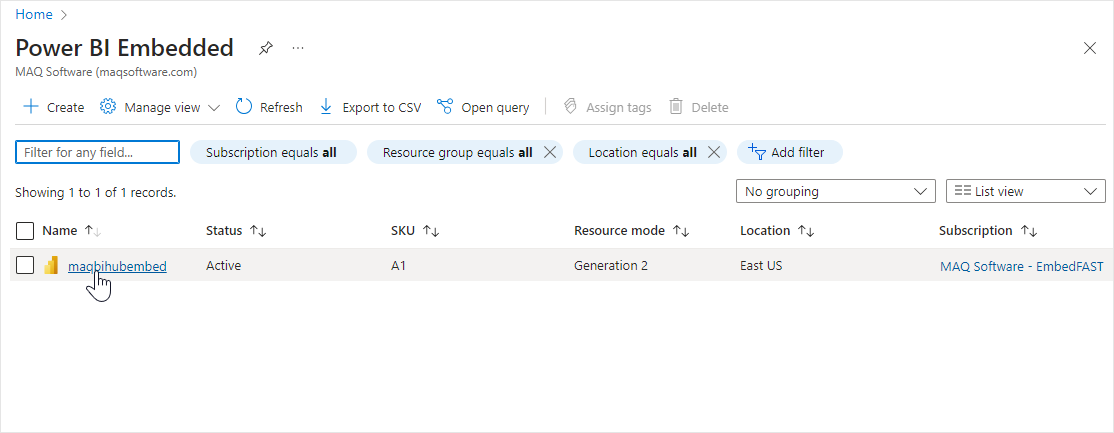 Home
Power BI Embedded
MAQ Software (maqsoftware.com)
Create Manage view Refresh Export to CSV Open query Assign tags Delete
Filter for any field... Subscription equals all Resource group equals all Location equals all Add filter
Showing 1 to 1 of 1 records. No grouping List view
Name Status SKU Resource mode Location Subscription
maqbihubembed Active A1 Generation 2 East US MAQ Software - EmbedFAST